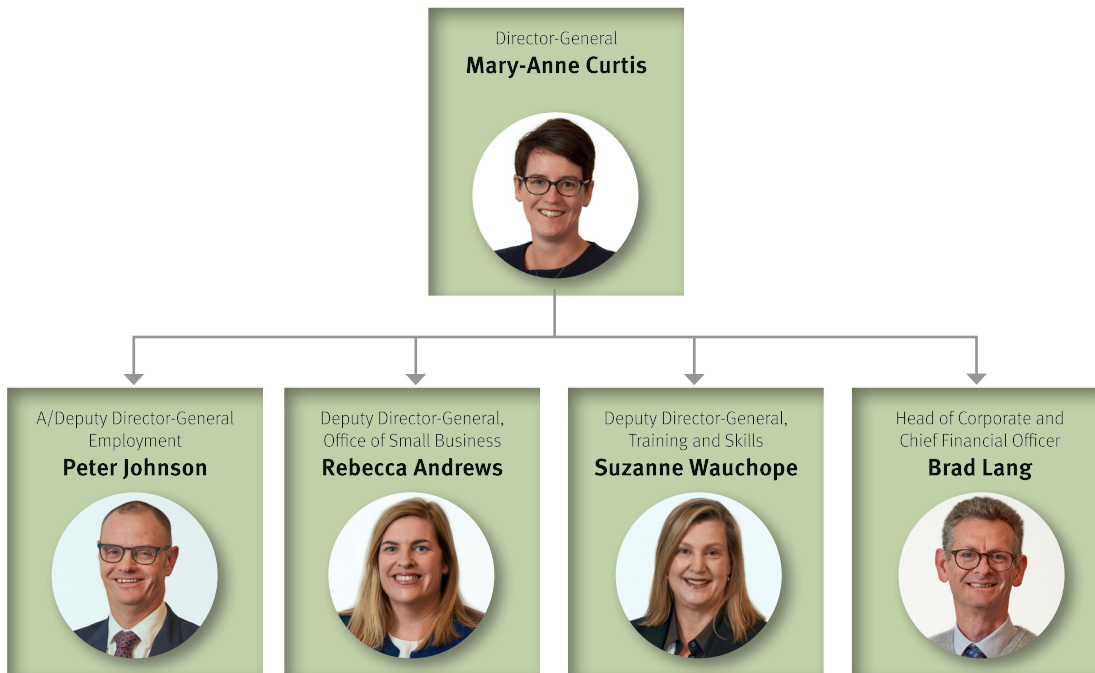 Director-General
Mary-Anne Curtis
A/Deputy Director-General
Employment
Peter Johnson
Deputy Director-General,
Office of Small Business
Rebecca Andrews
Deputy Director-General,
Training and Skills
Suzanne Wauchope
Head of Corporate and
Chief Financial Officer
Brad Lang